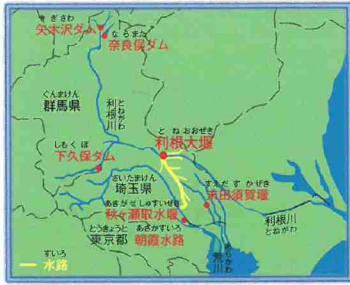 やぎさわ
矢木沢ダム
ならまた
奈良俣ダム
ぐんまけん
群馬県
とねがわ
利根川
とねおおぜき
利根大堰
しもくぼ
下久保ダム
さいたまけん
埼玉県
すえだすかぜき
末田須賀堰
あきがせしゅすいせき
秋ヶ瀬取水堰
とうきょうと
東京都
あさかすいろ
朝霞水路
利根川
とねがわ
あらかわ
荒川
すいろ
水路